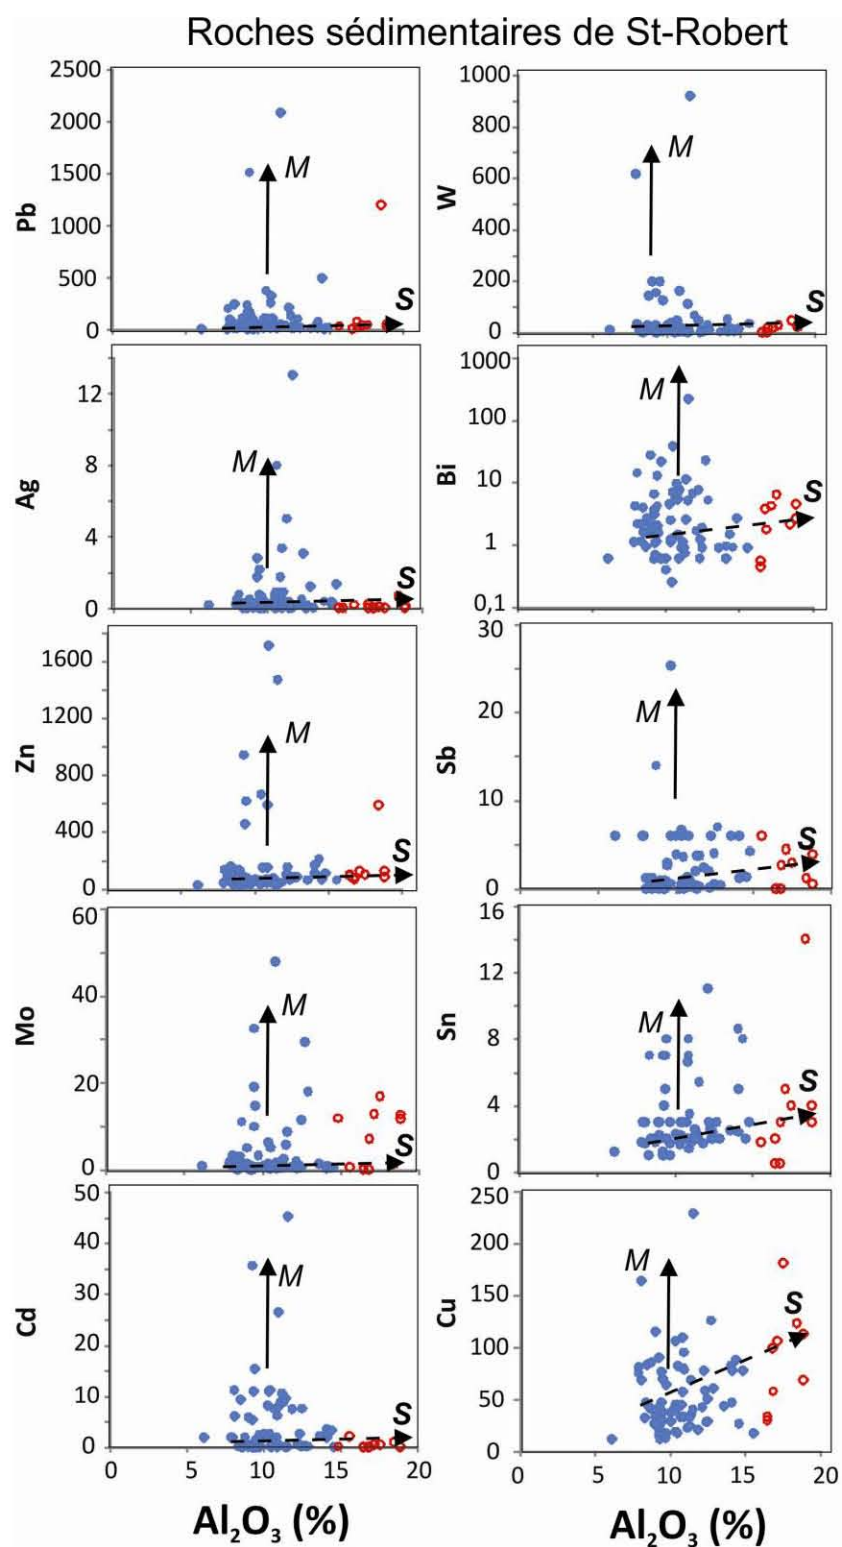 Roches sédimentaires de St-Robert
2500
2000
1500
1000
500
0
Pb
M
S
1000
800
600
400
200
0
W
M
S
12
8
4
0
Ag
M
S
1000
100
10
1
0,1
Bi
M
S
1600
1200
800
400
0
Zn
M
S
30
20
10
0
Sb
M
S
60
40
20
0
Mo
M
S
16
12
8
4
0
Sn
M
S
50
40
30
20
10
0
Cd
M
S
0 5 10 15 20
Al₂O₃ (%)
250
200
150
100
50
0
Cu
M
S
0 5 10 15 20
Al₂O₃ (%)